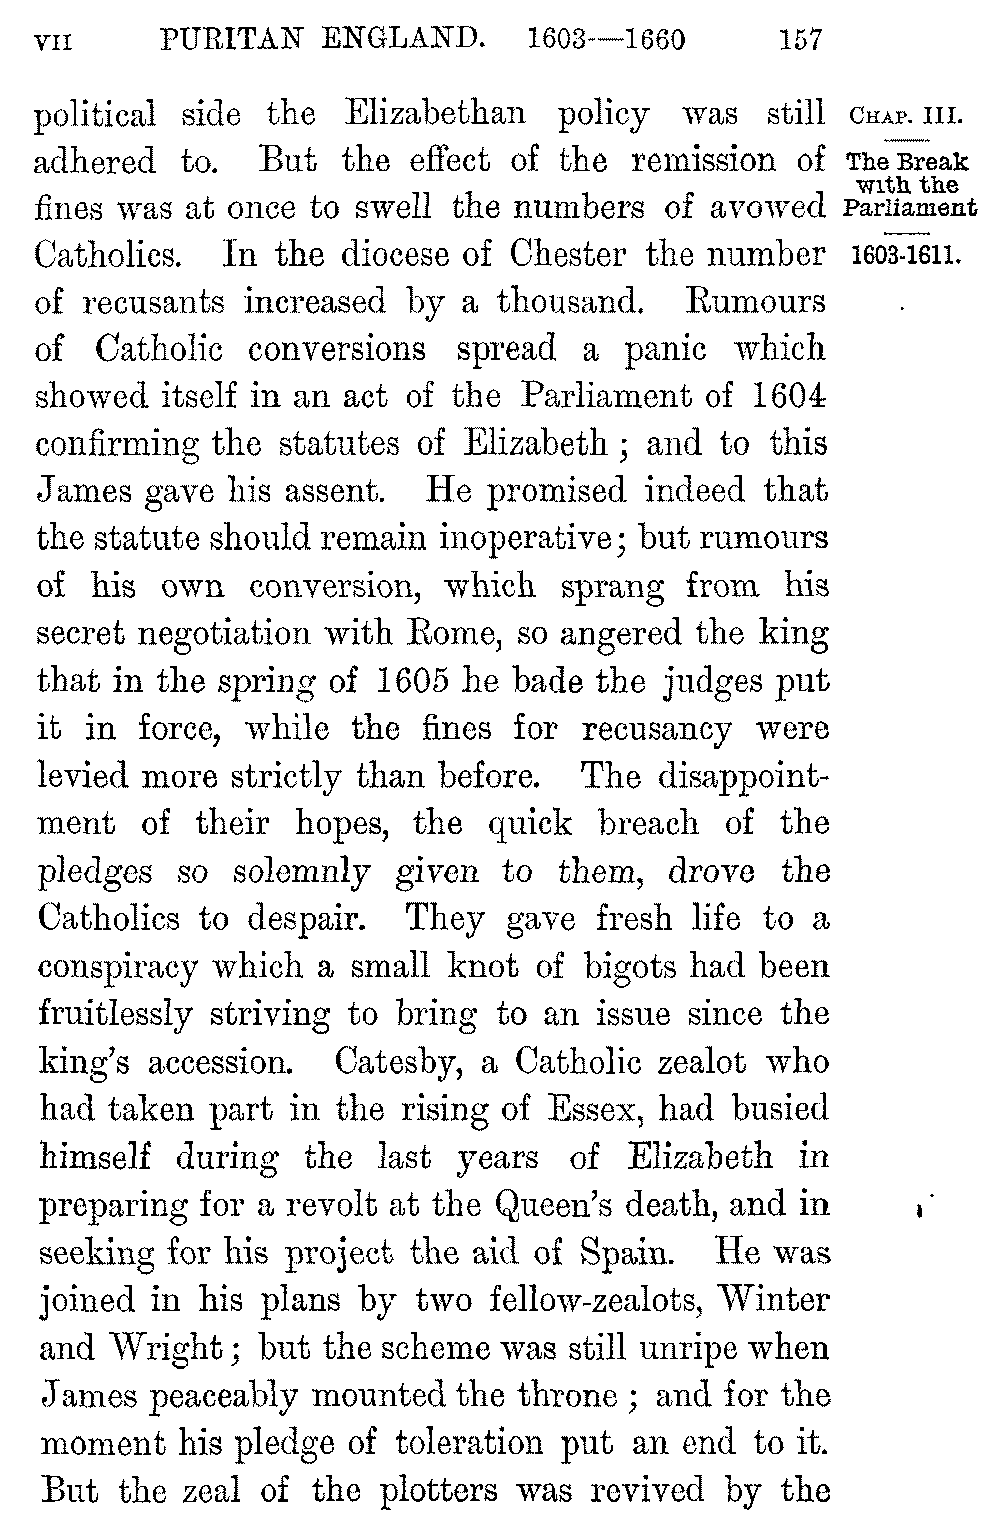 VII PURITAN ENGLAND. 1603—1660 157
political side the Elizabethan policy was still
adhered to. But the effect of the remission of
fines was at once to swell the numbers of avowed
Catholics. In the diocese of Chester the number
of recusants increased by a thousand. Rumours
of Catholic conversions spread a panic which
showed itself in an act of the Parliament of 1604
confirming the statutes of Elizabeth ; and to this
James gave his assent. He promised indeed that
the statute should remain inoperative; but rumours
of his own conversion, which sprang from his
secret negotiation with Rome, so angered the king
that in the spring of 1605 he bade the judges put
it in force, while the fines for recusancy were
levied more strictly than before. The disappoint-
ment of their hopes, the quick breach of the
pledges so solemnly given to them, drove the
Catholics to despair. They gave fresh life to a
conspiracy which a small knot of bigots had been
fruitlessly striving to bring to an issue since the
king's accession. Catesby, a Catholic zealot who
had taken part in the rising of Essex, had busied
himself during the last years of Elizabeth in
preparing for a revolt at the Queen's death, and in
seeking for his project the aid of Spain. He was
joined in his plans by two fellow-zealots, Winter
and Wright ; but the scheme was still unripe when
James peaceably mounted the throne ; and for the
moment his pledge of toleration put an end to it.
But the zeal of the plotters was revived by the
CHAP. III.
The Break
with the
Parliament
1603-1611.